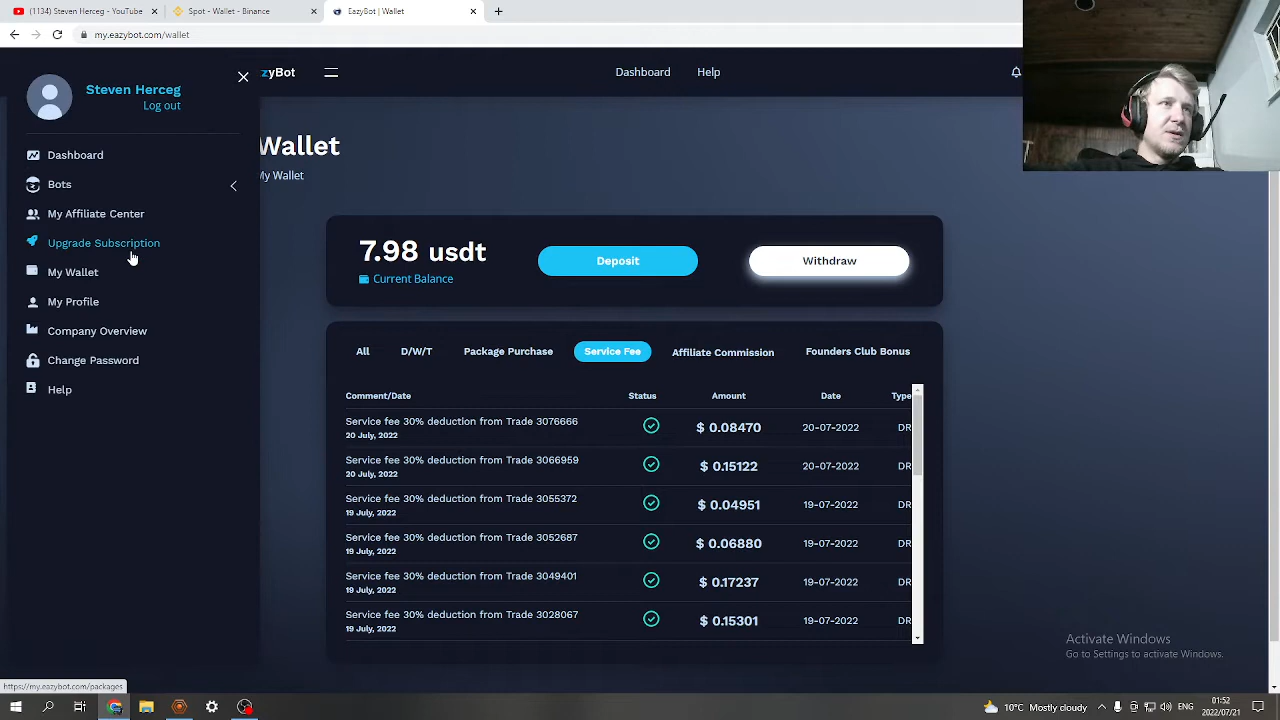 (1134) Steven Herceg - YouTube
Spot - Wallet - Binance
EazyBot | Wallet
my.eazybot.com/wallet
Steven Herceg
Log out
zyBot
Dashboard
Help
Dashboard
Bots
My Affiliate Center
Upgrade Subscription
My Wallet
My Profile
Company Overview
Change Password
Help
Wallet
My Wallet
7.98 usdt
Current Balance
Deposit
Withdraw
All
D/W/T
Package Purchase
Service Fee
Affiliate Commission
Founders Club Bonus
Comment/Date Status Amount Date Type
Service fee 30% deduction from Trade 3076666
20 July, 2022
$ 0.08470 20-07-2022 DR
Service fee 30% deduction from Trade 3066959
20 July, 2022
$ 0.15122 20-07-2022 DR
Service fee 30% deduction from Trade 3055372
19 July, 2022
$ 0.04951 19-07-2022 DR
Service fee 30% deduction from Trade 3052687
19 July, 2022
$ 0.06880 19-07-2022 DR
Service fee 30% deduction from Trade 3049401
19 July, 2022
$ 0.17237 19-07-2022 DR
Service fee 30% deduction from Trade 3028067
19 July, 2022
$ 0.15301 19-07-2022 DR
Activate Windows
Go to Settings to activate Windows.
https://my.eazybot.com/packages
10°C Mostly cloudy
ENG
01:52
2022/07/21